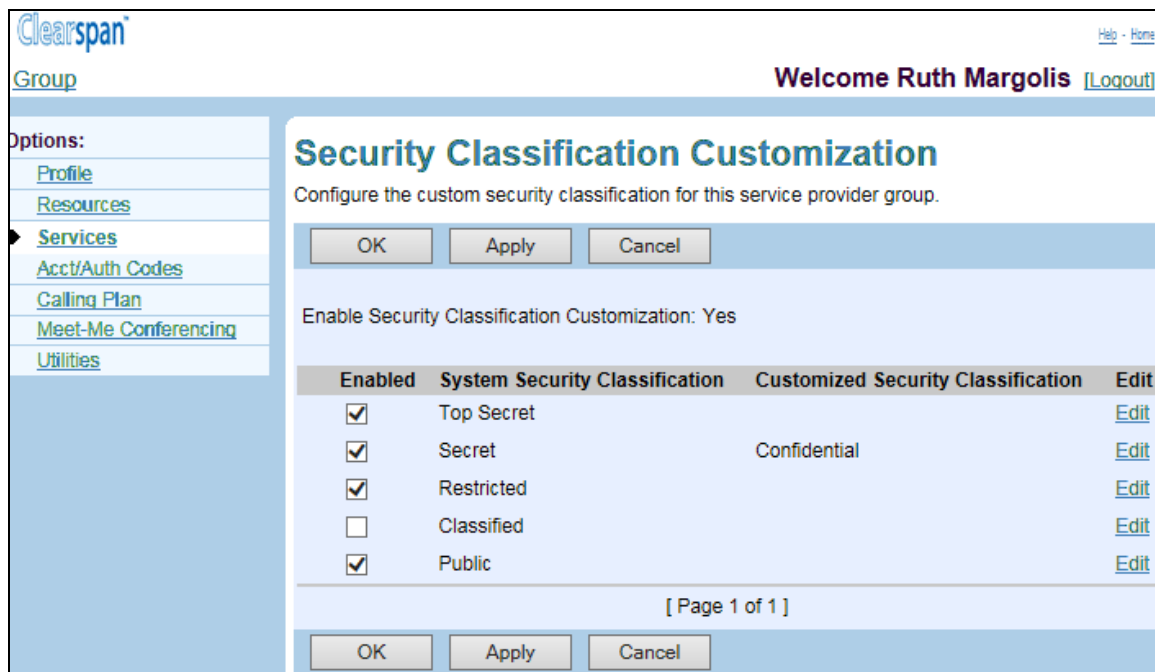 Clearspan™
Help - Home
Group
Welcome Ruth Margolis [Logout]
Options:
Profile
Resources
Services
Acct/Auth Codes
Calling Plan
Meet-Me Conferencing
Utilities
Security Classification Customization
Configure the custom security classification for this service provider group.
OK Apply Cancel
Enable Security Classification Customization: Yes
Enabled System Security Classification Customized Security Classification Edit
Top Secret Edit
Secret Confidential Edit
Restricted Edit
Classified Edit
Public Edit
[ Page 1 of 1 ]
OK Apply Cancel